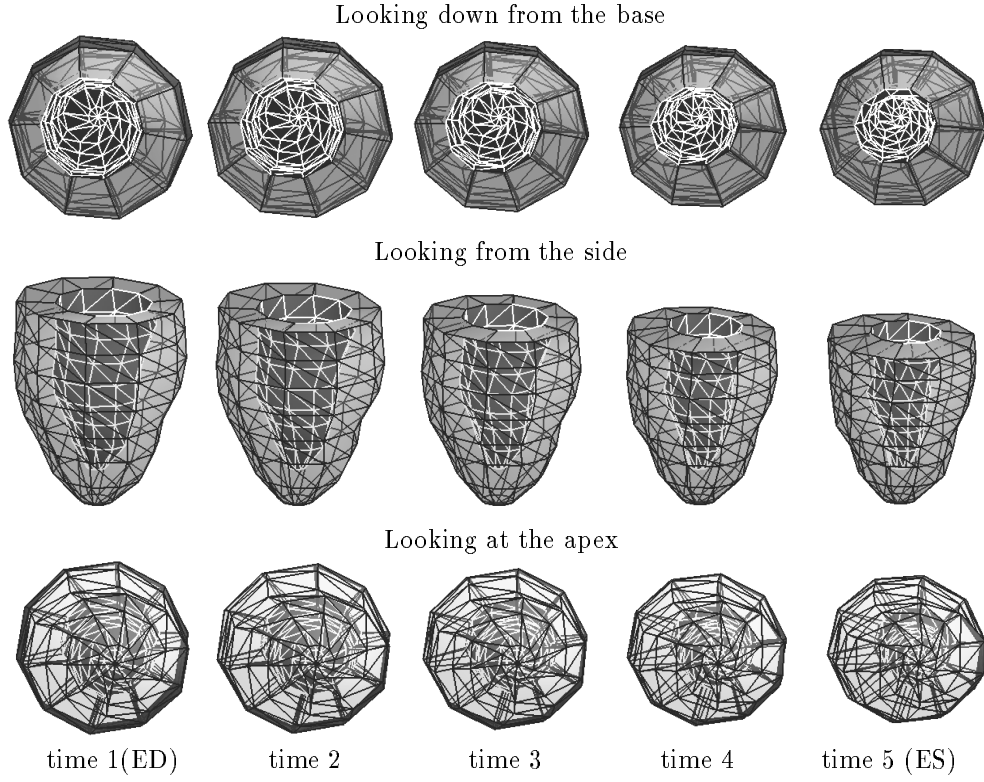 Looking down from the base
Looking from the side
Looking at the apex
time 1(ED) time 2 time 3 time 4 time 5 (ES)